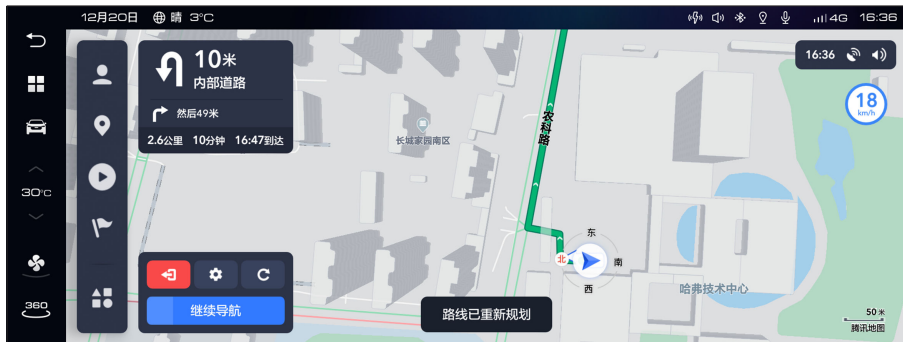 12月20日 晴 3°C
4G 16:36
10米
内部道路
然后49米
2.6公里 10分钟 16:47到达
16:36
18
km/h
农科路
长城家园南区
30°C
东
北
南
西
哈弗技术中心
继续导航
路线已重新规划
360
50米
腾讯地图